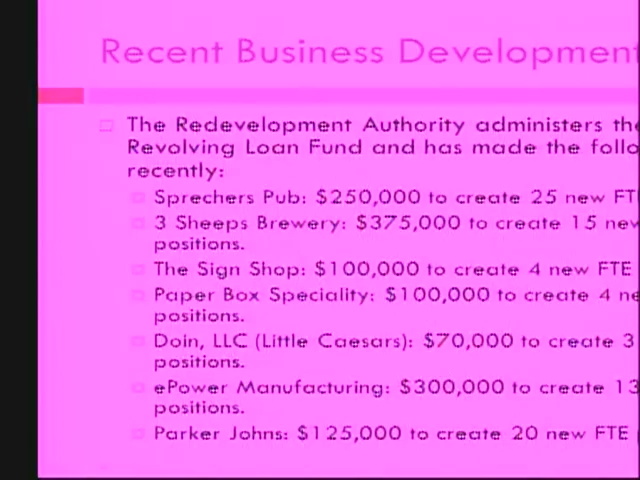 Recent Business Development
The Redevelopment Authority administers the
Revolving Loan Fund and has made the follo
recently:
Sprechers Pub: $250,000 to create 25 new FT
3 Sheeps Brewery: $375,000 to create 15 new
positions.
The Sign Shop: $100,000 to create 4 new FTE
Paper Box Speciality: $100,000 to create 4 ne
positions.
Doin, LLC (Little Caesars): $70,000 to create 3
positions.
ePower Manufacturing: $300,000 to create 13
positions.
Parker Johns: $125,000 to create 20 new FTE